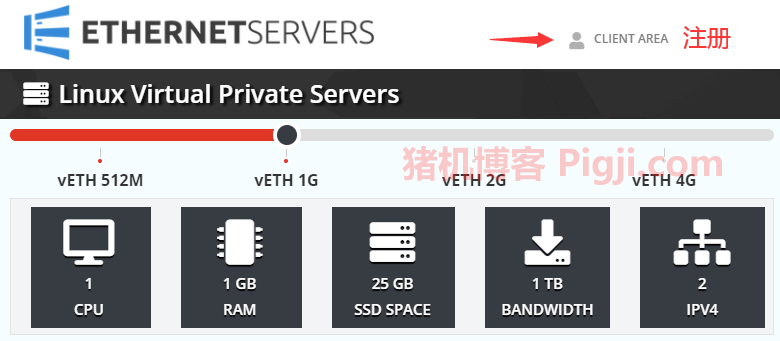 ETHERNETSERVERS
CLIENT AREA 注册
Linux Virtual Private Servers
猪机博客 Pigji.com
vETH 512M vETH 1G vETH 2G vETH 4G
1 1 GB 25 GB 1 TB 2
CPU RAM SSD SPACE BANDWIDTH IPV4